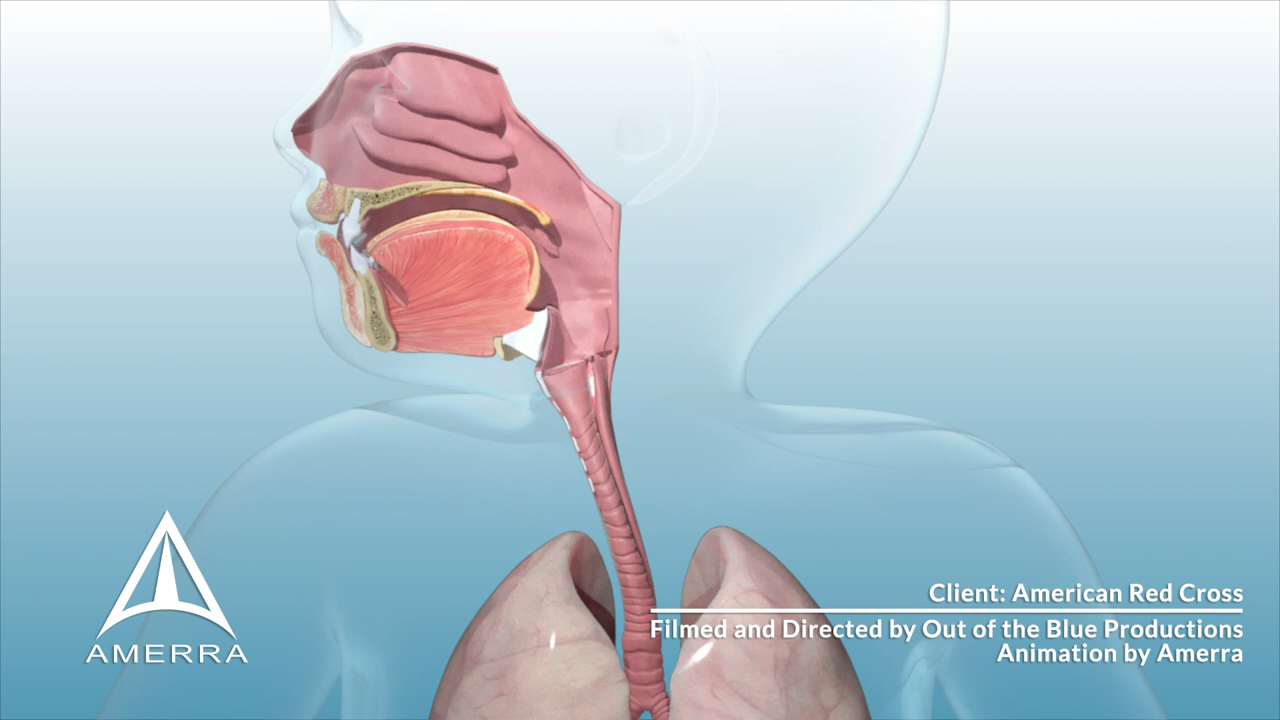 AMERRA
Client: American Red Cross
Filmed and Directed by Out of the Blue Productions
Animation by Amerra